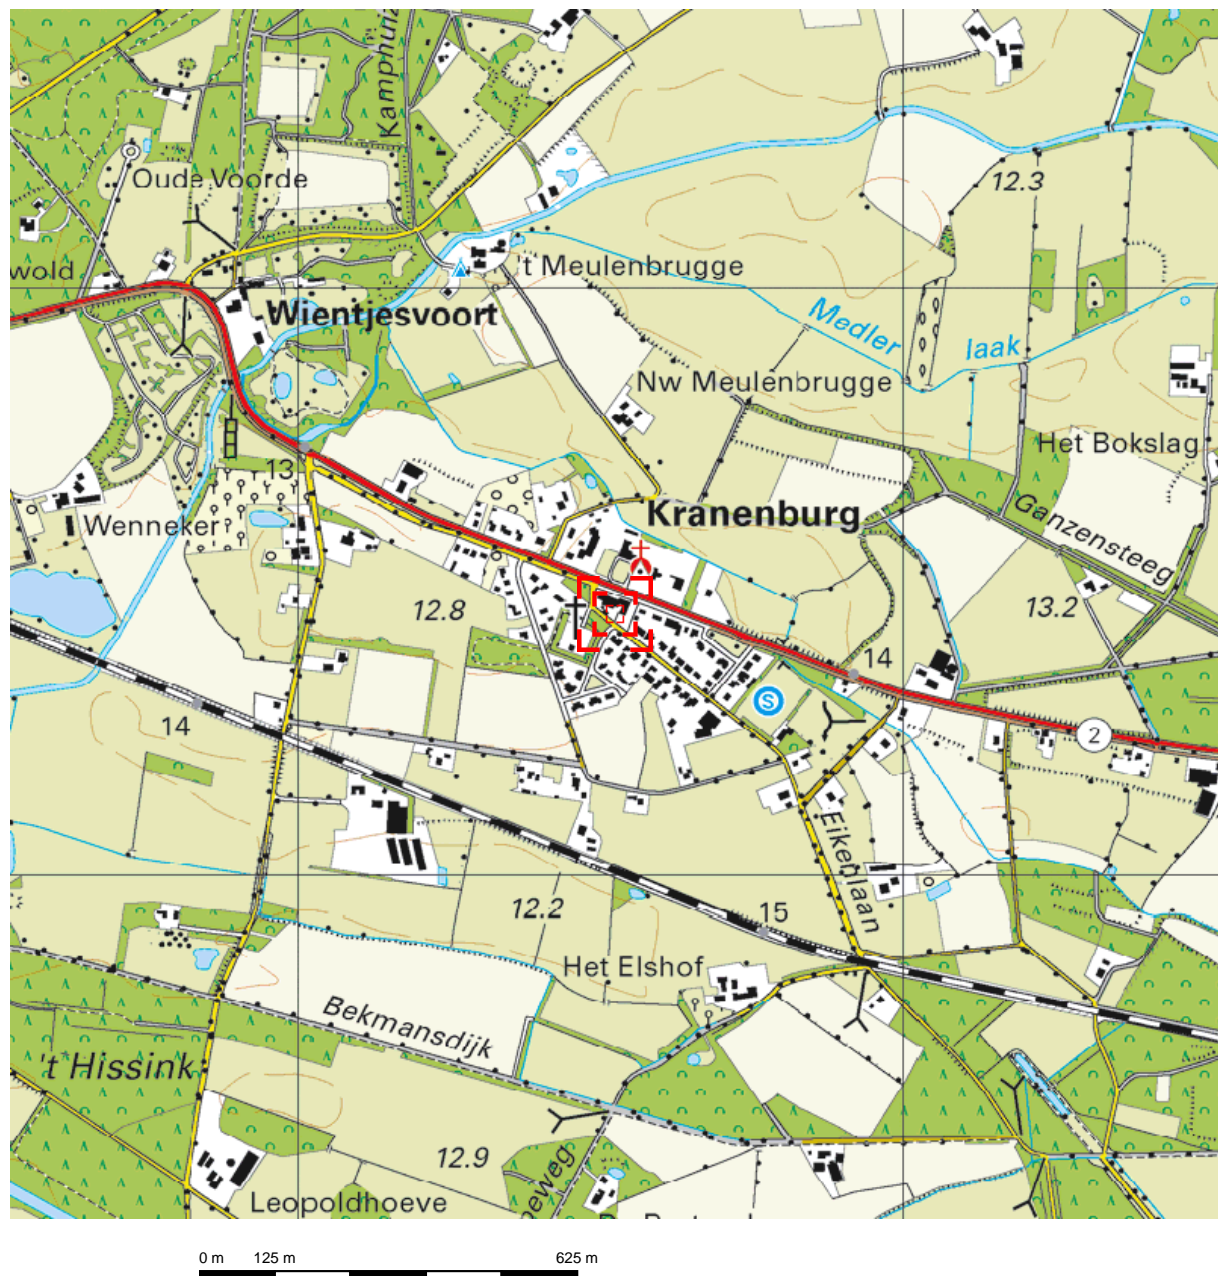 Kamphuiz
Oude Voorde
12.3
wold
't Meulenbrugge
Wientjesvoort
Medler
laak
Nw Meulenbrugge
Het Bokslag
13
Ganzensteeg
Kranenburg
Wenneker
12.8
13.2
14
S
14
2
Eikenlaan
12.2
15
Het Elshof
Bekmansdijk
't Hissink
12.9
Leopoldhoeve
0 m 125 m 625 m